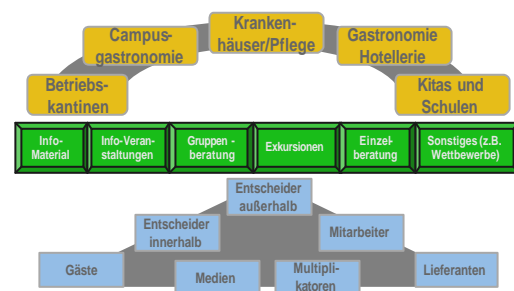 Betriebs-
kantinen
Campus-
gastronomie
Kranken-
häuser/Pflege
Gastronomie
Hotellerie
Kitas und
Schulen
Info-
Material
Info-Veran-
staltungen
Gruppen -
beratung
Exkursionen
Einzel-
beratung
Sonstiges (z.B.
Wettbewerbe)
Entscheider
außerhalb
Entscheider
innerhalb
Mitarbeiter
Gäste
Medien
Multipli-
katoren
Lieferanten